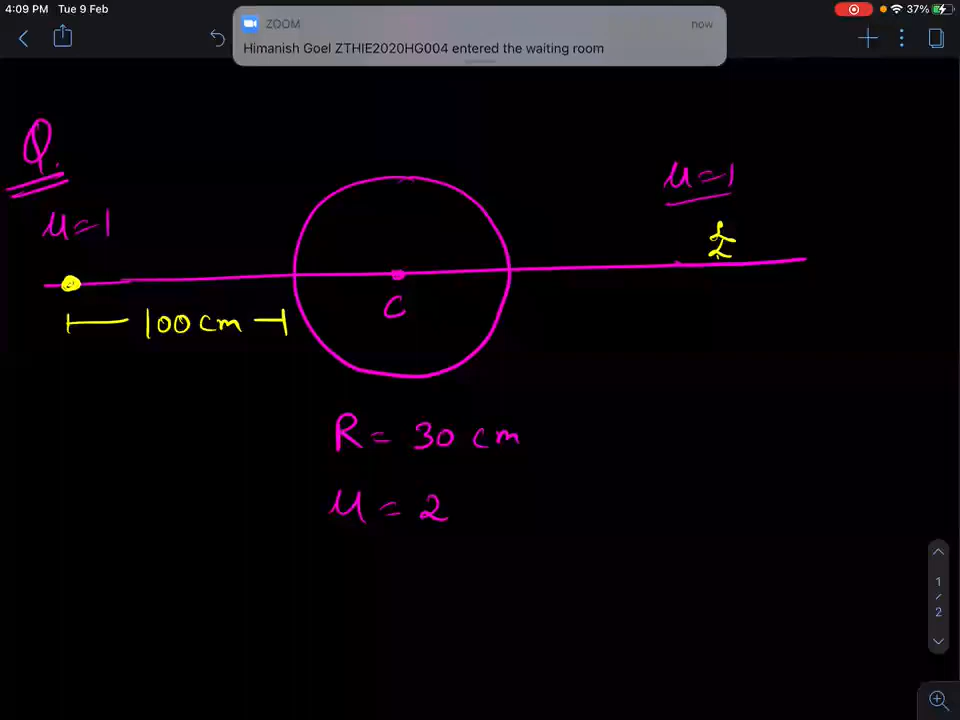 4:09 PM Tue 9 Feb
37%
ZOOM
now
Himanish Goel ZTHIE2020HG004 entered the waiting room
Q.
μ=1
μ=1
100 cm
C
R = 30 cm
μ = 2
1
/
2